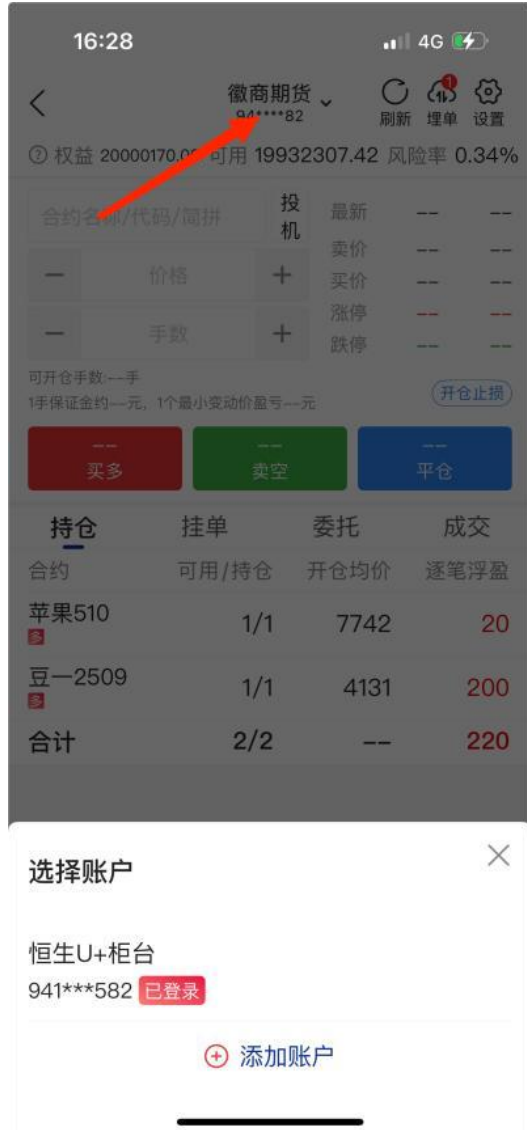 16:28 4G
徽商期货
94****82
刷新 埋单 1 设置
权益 20000170.0 可用 19932307.42 风险率 0.34%
合约名称/代码/简拼 投机
最新 -- --
卖价 -- --
— 价格 + 买价 -- --
涨停 -- --
— 手数 + 跌停 -- --
可开仓手数:--手
1手保证金约--元, 1个最小变动价盈亏--元 开仓止损
-- -- --
买多 卖空 平仓
持仓 挂单 委托 成交
合约 可用/持仓 开仓均价 逐笔浮盈
苹果510
多 1/1 7742 20
豆一2509
多 1/1 4131 200
合计 2/2 -- 220
选择账户
恒生U+柜台
941***582 已登录
添加账户